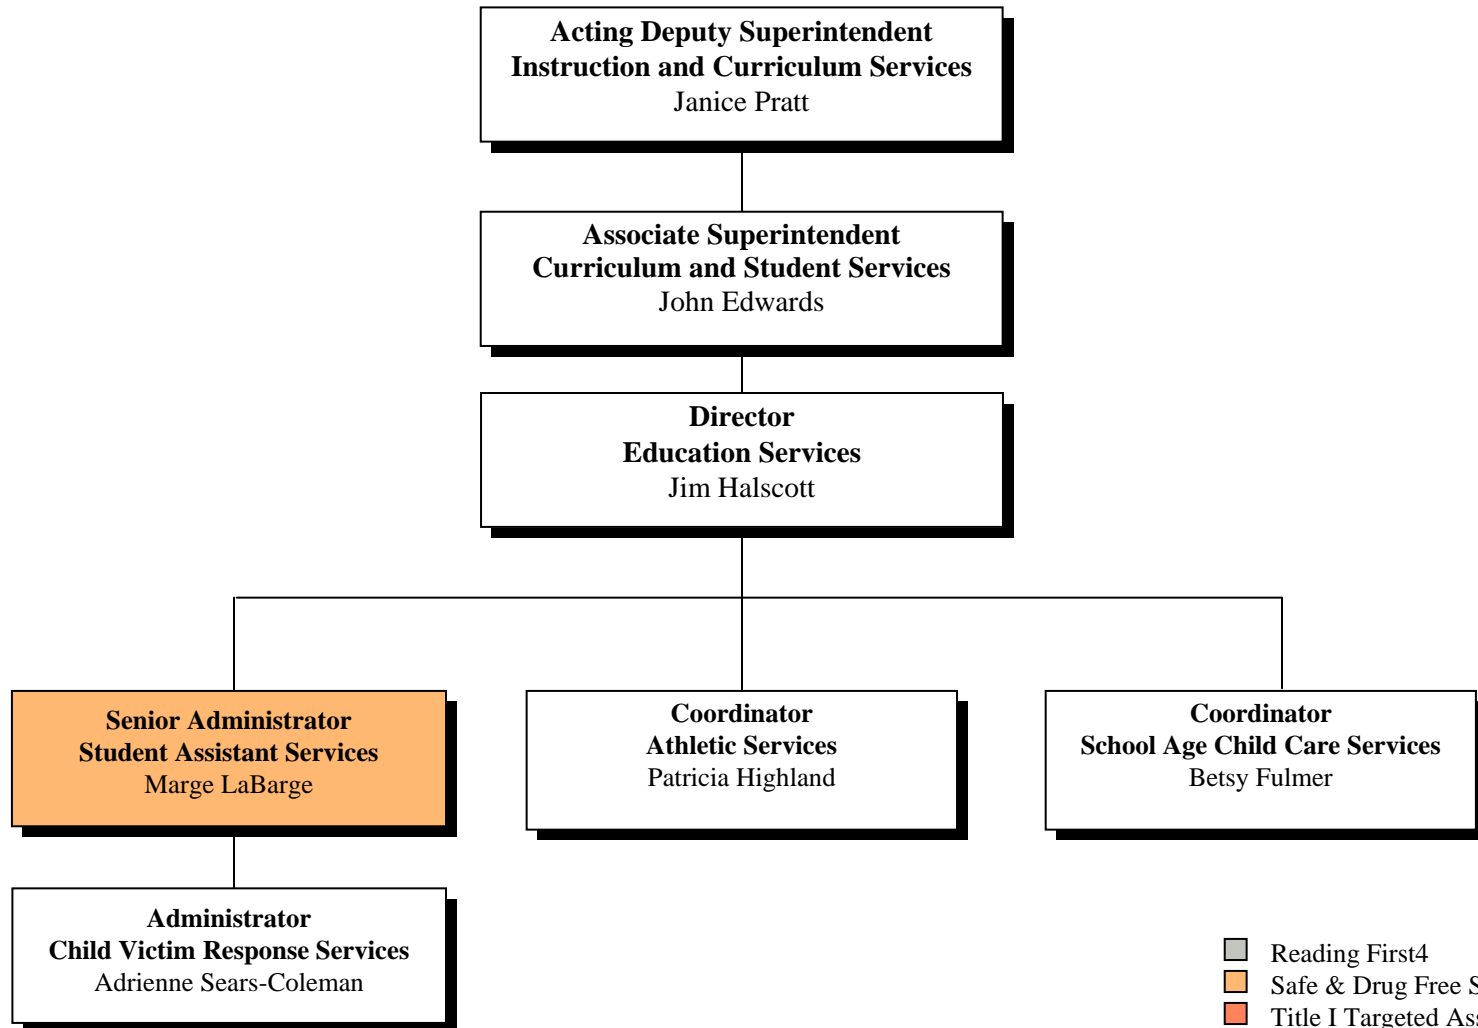 Acting Deputy Superintendent
Instruction and Curriculum Services
Janice Pratt
Associate Superintendent
Curriculum and Student Services
John Edwards
Director
Education Services
Jim Halscott
Senior Administrator
Student Assistant Services
Marge LaBarge
Coordinator
Athletic Services
Patricia Highland
Coordinator
School Age Child Care Services
Betsy Fulmer
Administrator
Child Victim Response Services
Adrienne Sears-Coleman
Reading First4
Safe & Drug Free S
Title I Targeted Ass